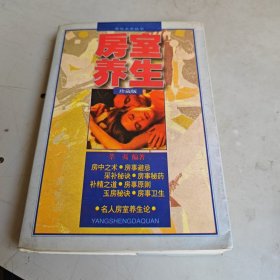 房室
养生
珍藏版
编著
房中之术●房事避忌
采补秘诀●房事秘药
补精之道●房事原则
玉房秘诀●房事卫生
●名人房室养生论●
YANGSHENGDAQUAN